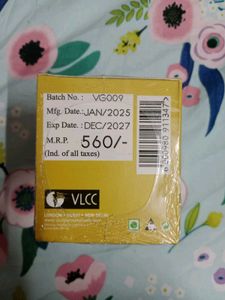 Batch No. : VG009
Mfg. Date.:JAN/2025
Exp Date. :DEC/2027
M.R.P. 560/-
(Ind. of all taxes)
VLCC
LONDON • DUBAI • NEW DELHI